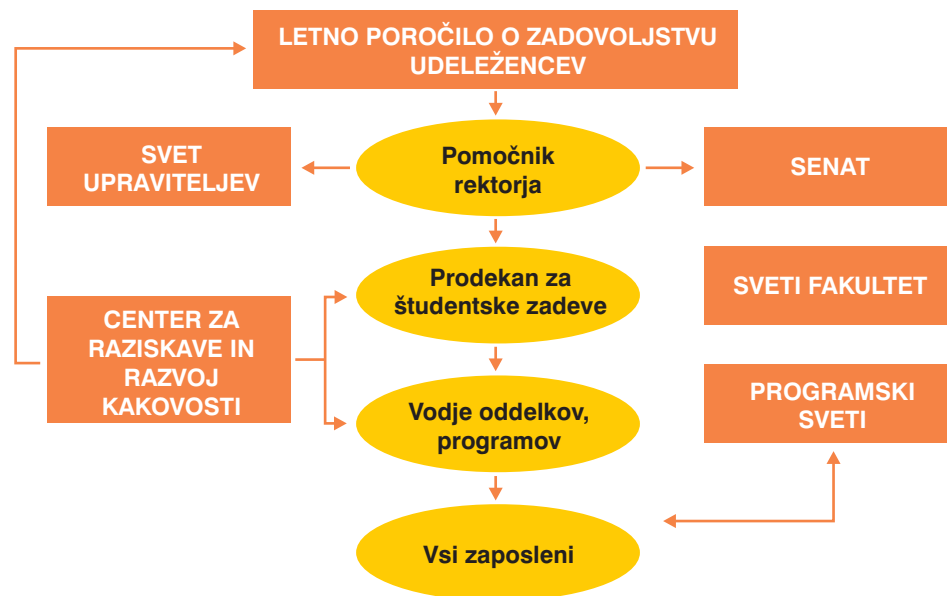 LETNO POROČILO O ZADOVOLJSTVU
UDELEŽENCEV
SVET
UPRAVITELJEV
Pomočnik
rektorja
SENAT
Prodekan za
študentske zadeve
SVETI FAKULTET
CENTER ZA
RAZISKAVE IN
RAZVOJ
KAKOVOSTI
Vodje oddelkov,
programov
PROGRAMSKI
SVETI
Vsi zaposleni